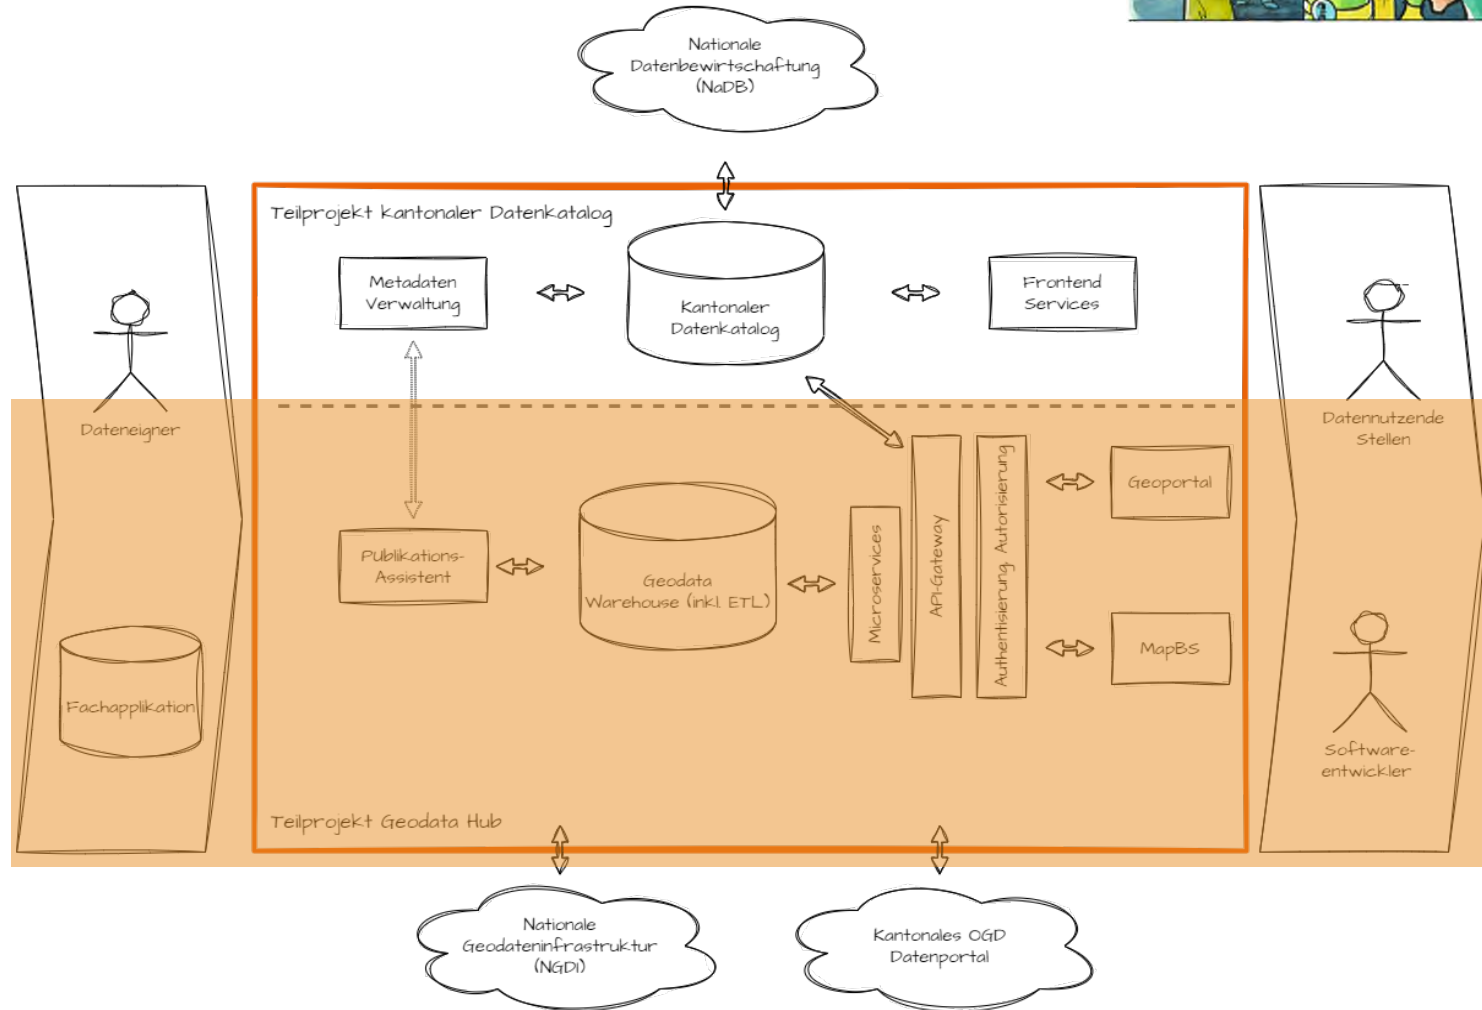 Nationale
Datenbewirtschaftung
(NaDB)
Teilprojekt kantonaler Datenkatalog
Metadaten
Verwaltung
Kantonaler
Datenkatalog
Frontend
Services
Dateneigner
Datennutzende
Stellen
Publikations-
Assistent
Geodata
Warehouse (inkl. ETL)
Microservices
API-Gateway
Authentisierung, Autorisierung
Geoportal
MapBS
Fachapplikation
Software-
entwickler
Teilprojekt Geodata Hub
Nationale
Geodateninfrastruktur
(NGDI)
Kantonales OGD
Datenportal